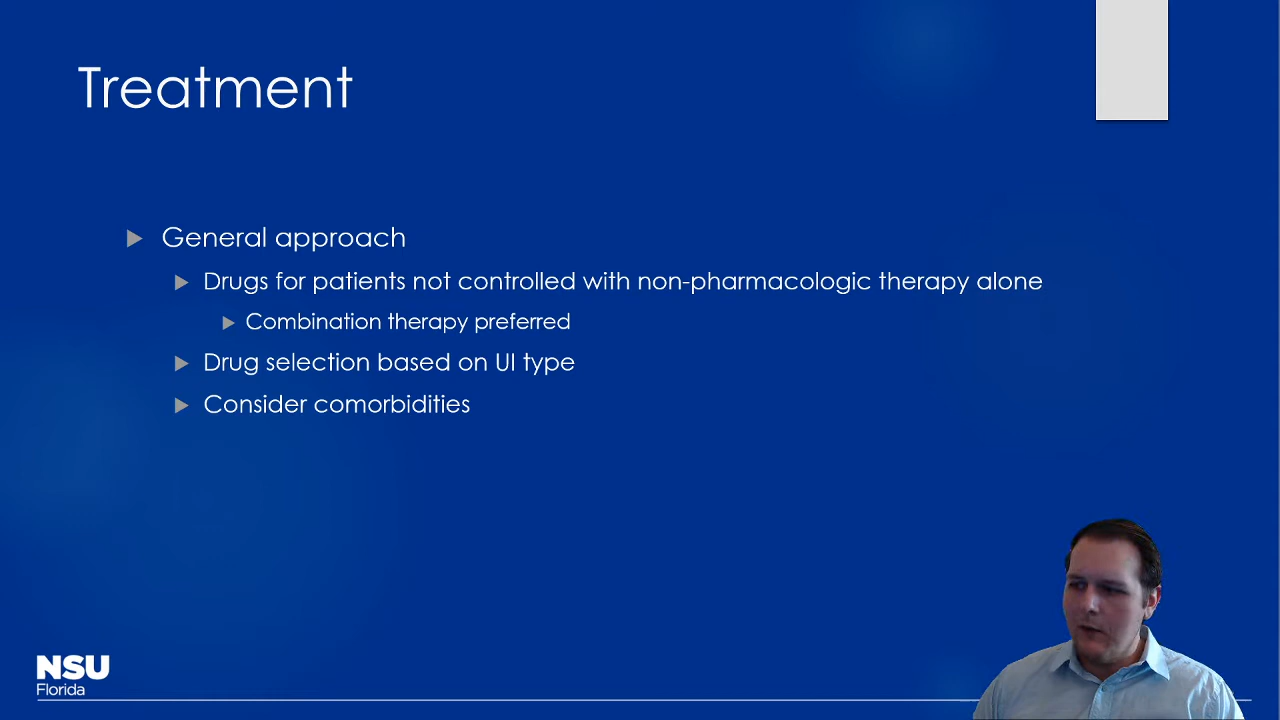 Treatment
General approach
Drugs for patients not controlled with non-pharmacologic therapy alone
Combination therapy preferred
Drug selection based on UI type
Consider comorbidities
NSU
Florida